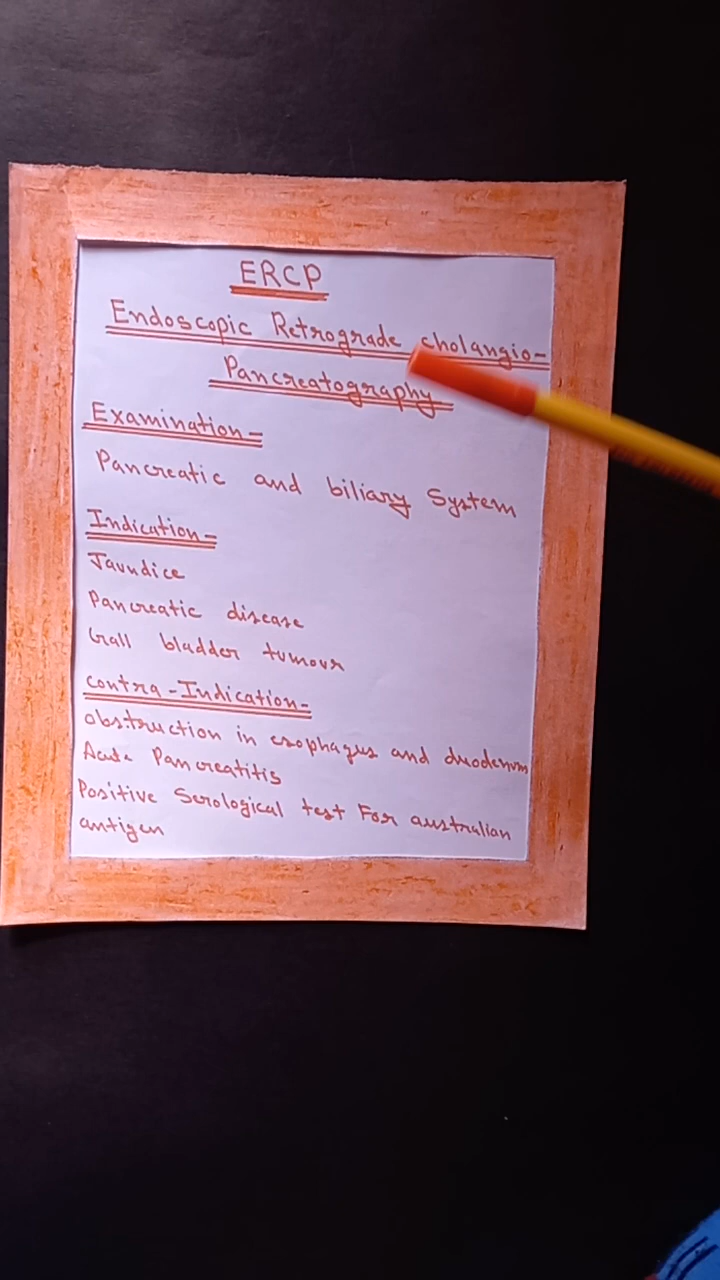 ERCP
Endoscopic Retrograde cholangio-
Pancreatography
Examination-
Pancreatic and biliary System
Indication-
Jaundice
Pancreatic disease
Gall bladder tumour
contra-Indication-
obstruction in esophagus and duodenum
Acute Pancreatitis
Positive Serological test For australian
antigen